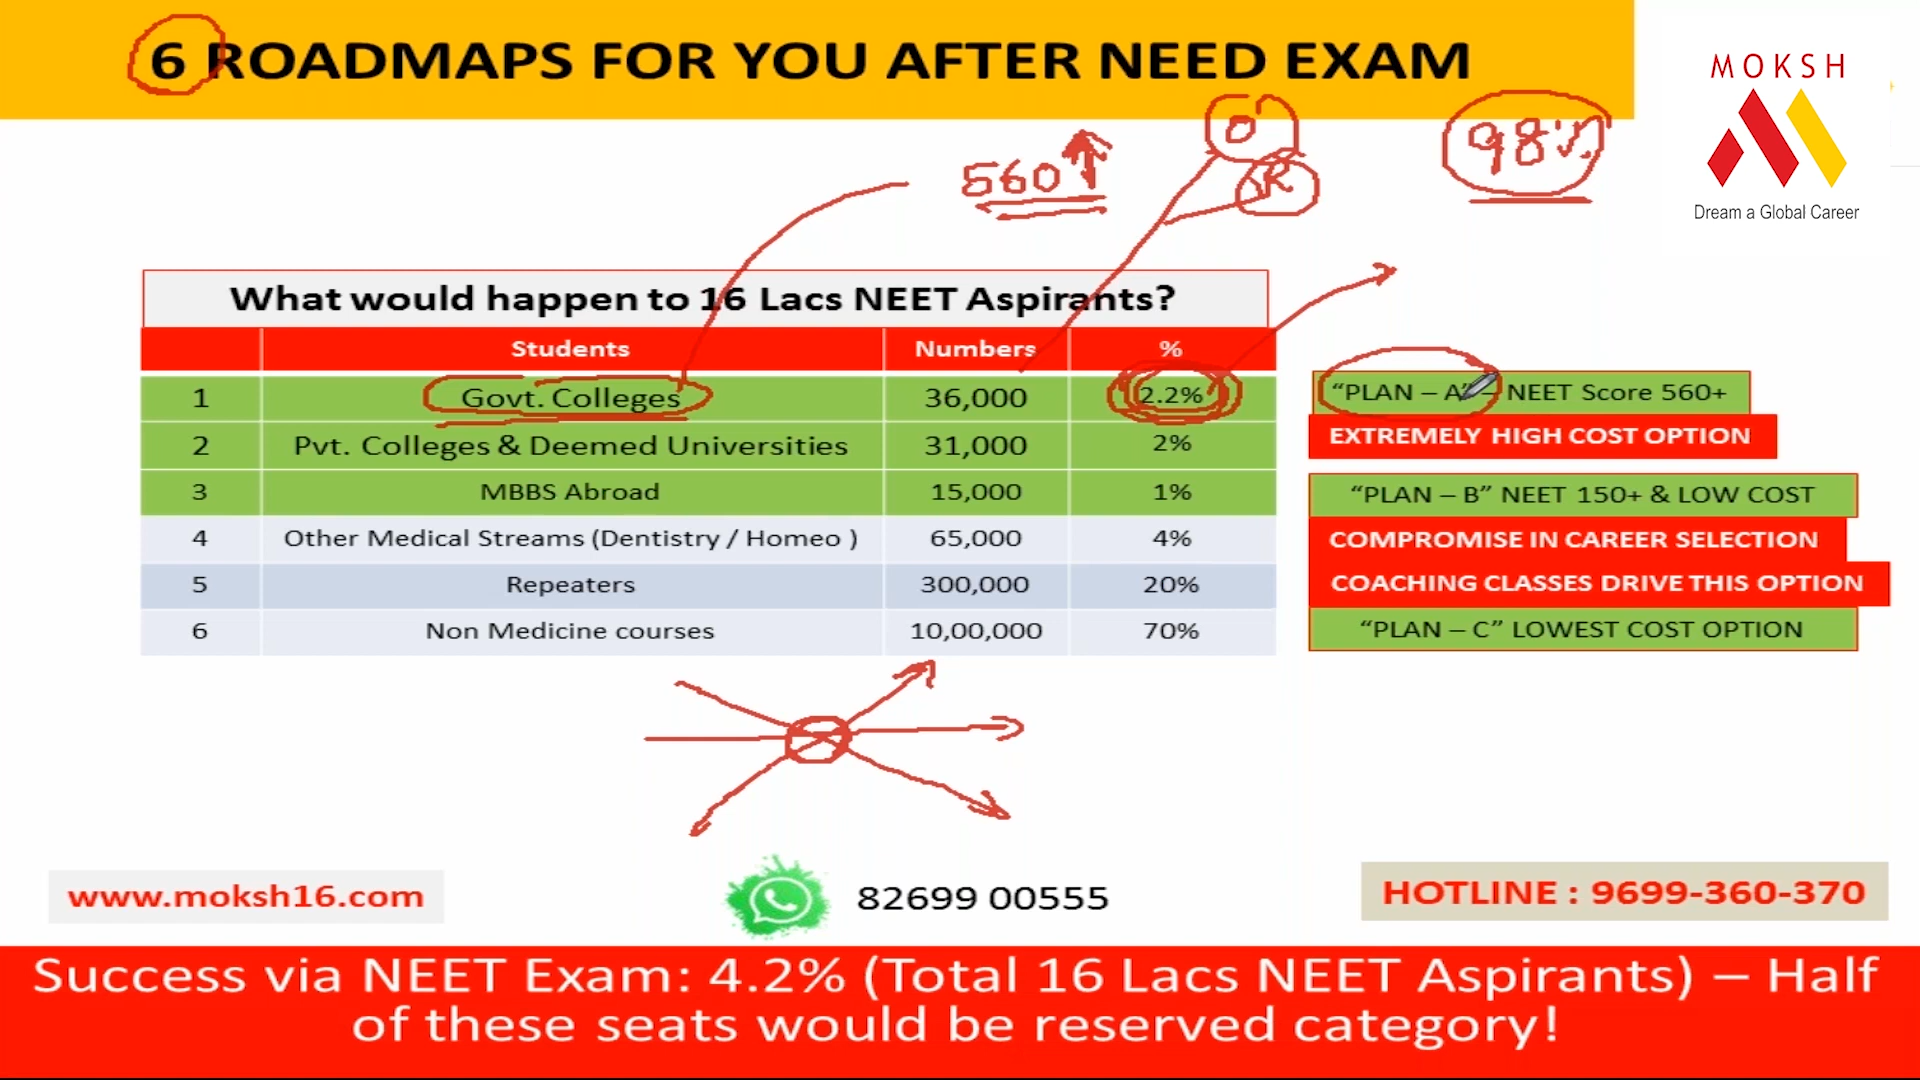 6 ROADMAPS FOR YOU AFTER NEED EXAM
MOKSH
Dream a Global Career
560
O
R
98%
What would happen to 16 Lacs NEET Aspirants?
Students Numbers %
1 Govt. Colleges 36,000 2.2% "PLAN – A" – NEET Score 560+
2 Pvt. Colleges & Deemed Universities 31,000 2% EXTREMELY HIGH COST OPTION
3 MBBS Abroad 15,000 1% "PLAN – B" NEET 150+ & LOW COST
4 Other Medical Streams (Dentistry / Homeo ) 65,000 4% COMPROMISE IN CAREER SELECTION
5 Repeaters 300,000 20% COACHING CLASSES DRIVE THIS OPTION
6 Non Medicine courses 10,00,000 70% "PLAN – C" LOWEST COST OPTION
www.moksh16.com 82699 00555 HOTLINE : 9699-360-370
Success via NEET Exam: 4.2% (Total 16 Lacs NEET Aspirants) – Half
of these seats would be reserved category!